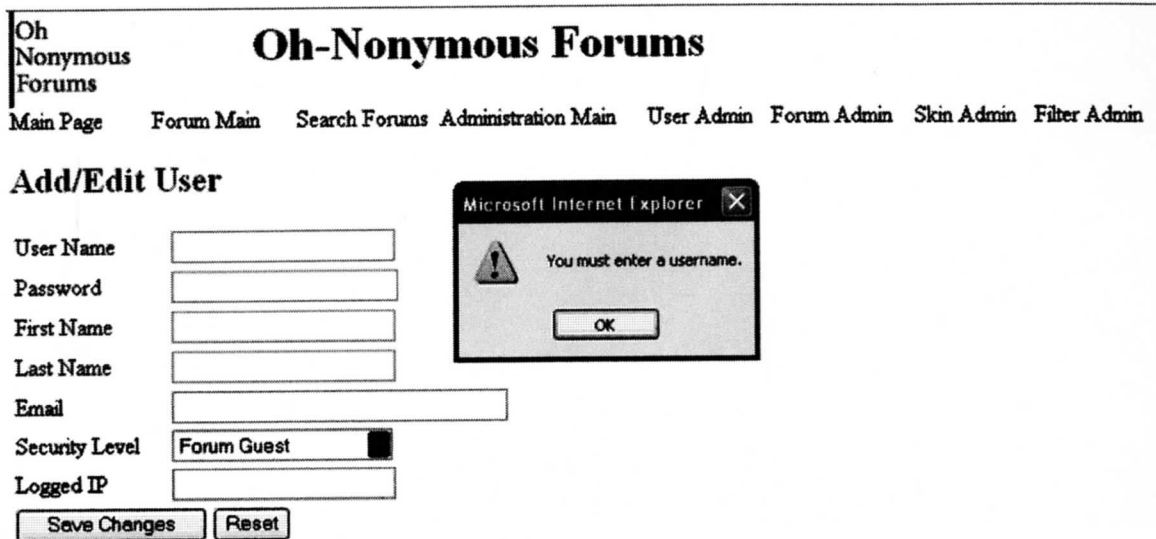 Oh
Nonymous
Forums
Oh-Nonymous Forums
Main Page Forum Main Search Forums Administration Main User Admin Forum Admin Skin Admin Filter Admin
Add/Edit User
Microsoft Internet Explorer
You must enter a username.
OK
User Name
Password
First Name
Last Name
Email
Security Level Forum Guest
Logged IP
Save Changes Reset